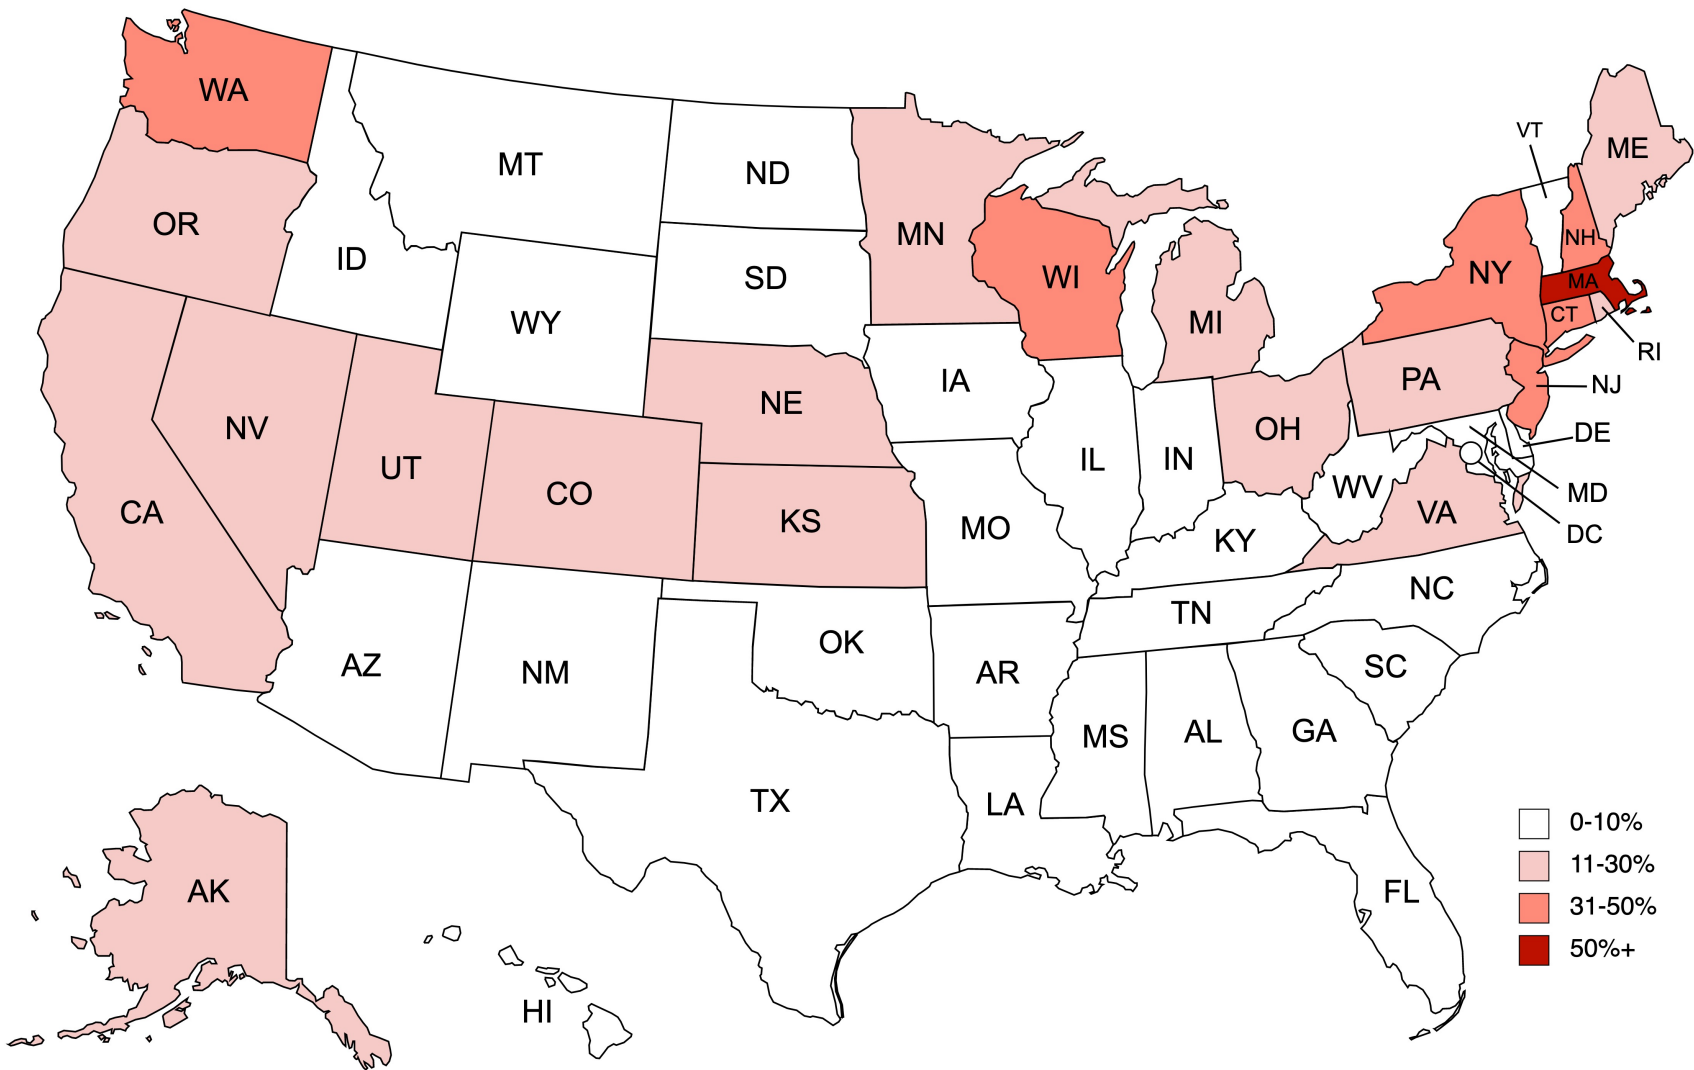 WA
MT
ND
MN
VT
ME
OR
ID
SD
WI
NY
NH
MA
CT
RI
WY
MI
IA
PA
NJ
NE
NV
UT
CO
OH
DE
IL
IN
WV
MD
CA
KS
MO
KY
VA
DC
NC
TN
OK
AZ
NM
AR
SC
MS
AL
GA
TX
LA
AK
FL
HI
0-10%
11-30%
31-50%
50%+